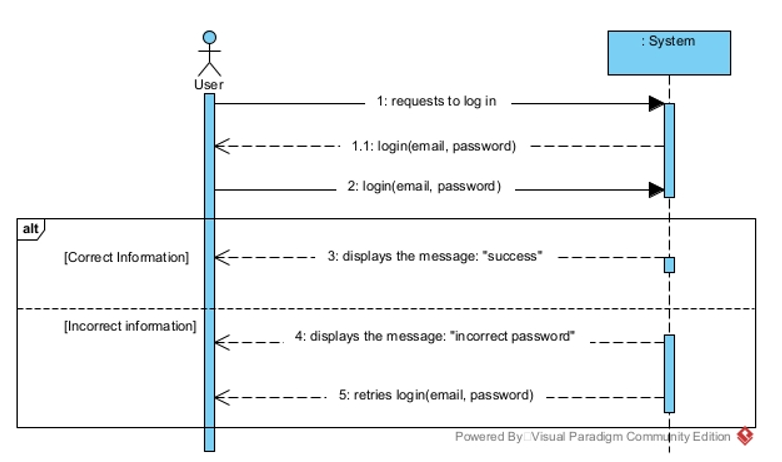 User
: System
1: requests to log in
1.1: login(email, password)
2: login(email, password)
alt
[Correct Information]
3: displays the message: "success"
[Incorrect information]
4: displays the message: "incorrect password"
5: retries login(email, password)
Powered By Visual Paradigm Community Edition